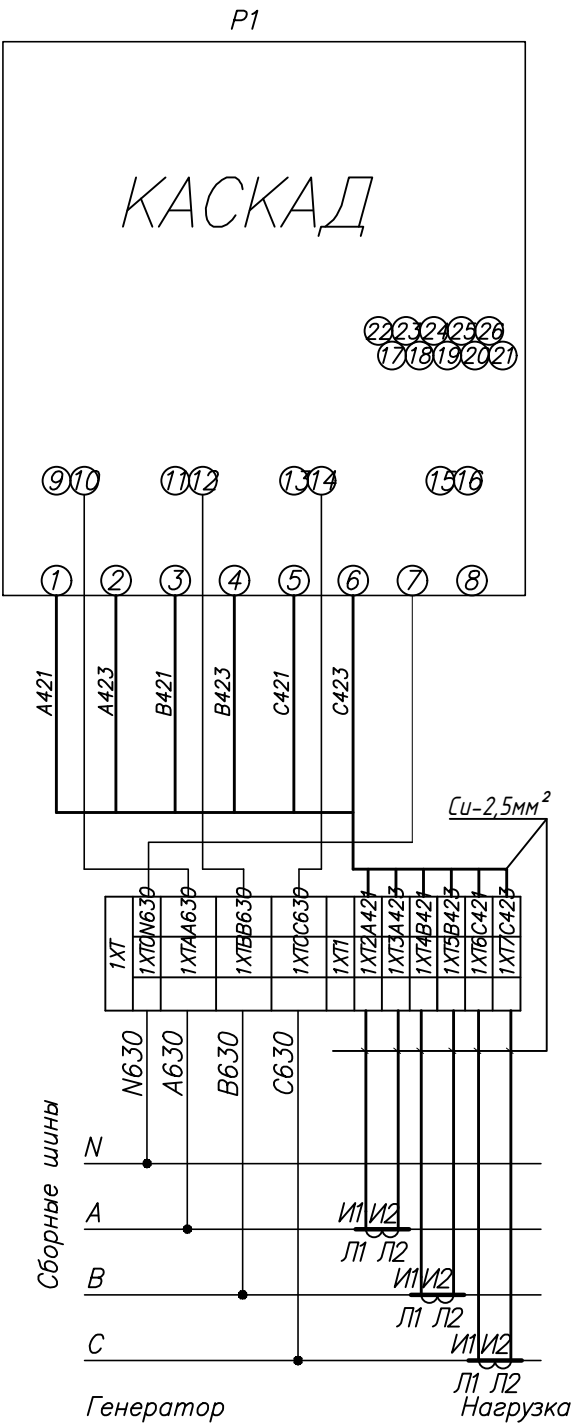 P1
КАСКАД
22 23 24 25 26
17 18 19 20 21
9 10 11 12 13 14 15 16
1 2 3 4 5 6 7 8
A421 A423 B421 B423 C421 C423
Cu-2,5мм²
1XT 1XT0 N630 1XTA A630 1XTB B630 1XTC C630 1XT1 1XT2 A421 1XT3 A423 1XT4 B421 1XT5 B423 1XT6 C421 1XT7 C423
N630 A630 B630 C630
Сборные шины
N
A И1 И2
Л1 Л2
B И1 И2
Л1 Л2
C И1 И2
Л1 Л2
Генератор Нагрузка